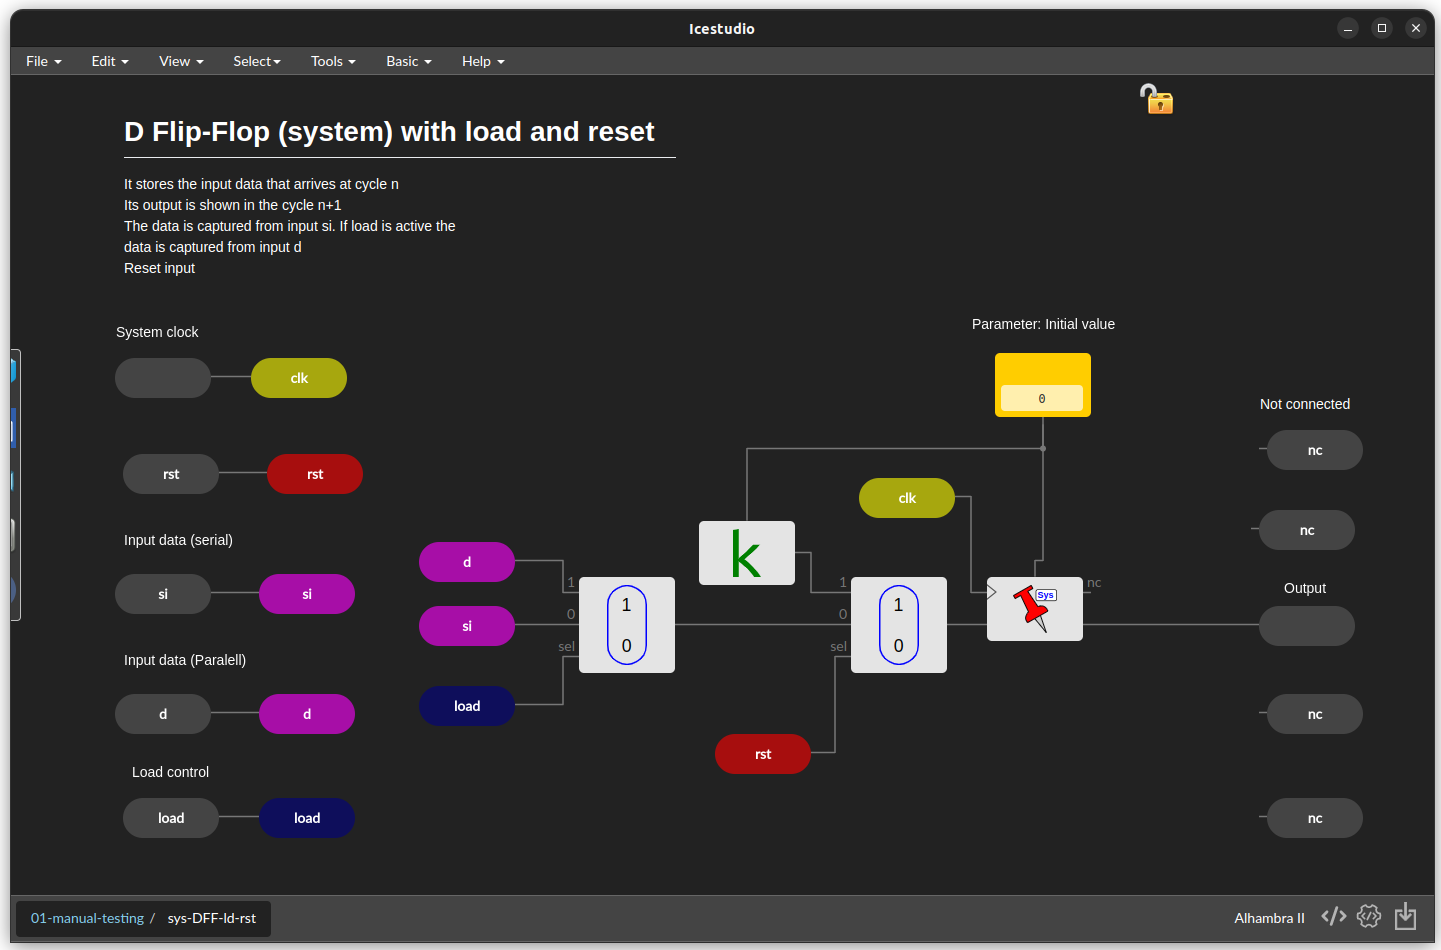 Icestudio
File Edit View Select Tools Basic Help
D Flip-Flop (system) with load and reset
It stores the input data that arrives at cycle n
Its output is shown in the cycle n+1
The data is captured from input si. If load is active the
data is captured from input d
Reset input
System clock
clk
rst rst
Input data (serial)
si si
Input data (Paralell)
d d
Load control
load load
d
si
load
1
0
sel
1
0
k
rst
1
0
sel
1
0
clk
Parameter: Initial value
0
Sys
nc
Not connected
nc
nc
Output
nc
nc
01-manual-testing / sys-DFF-ld-rst
Alhambra II